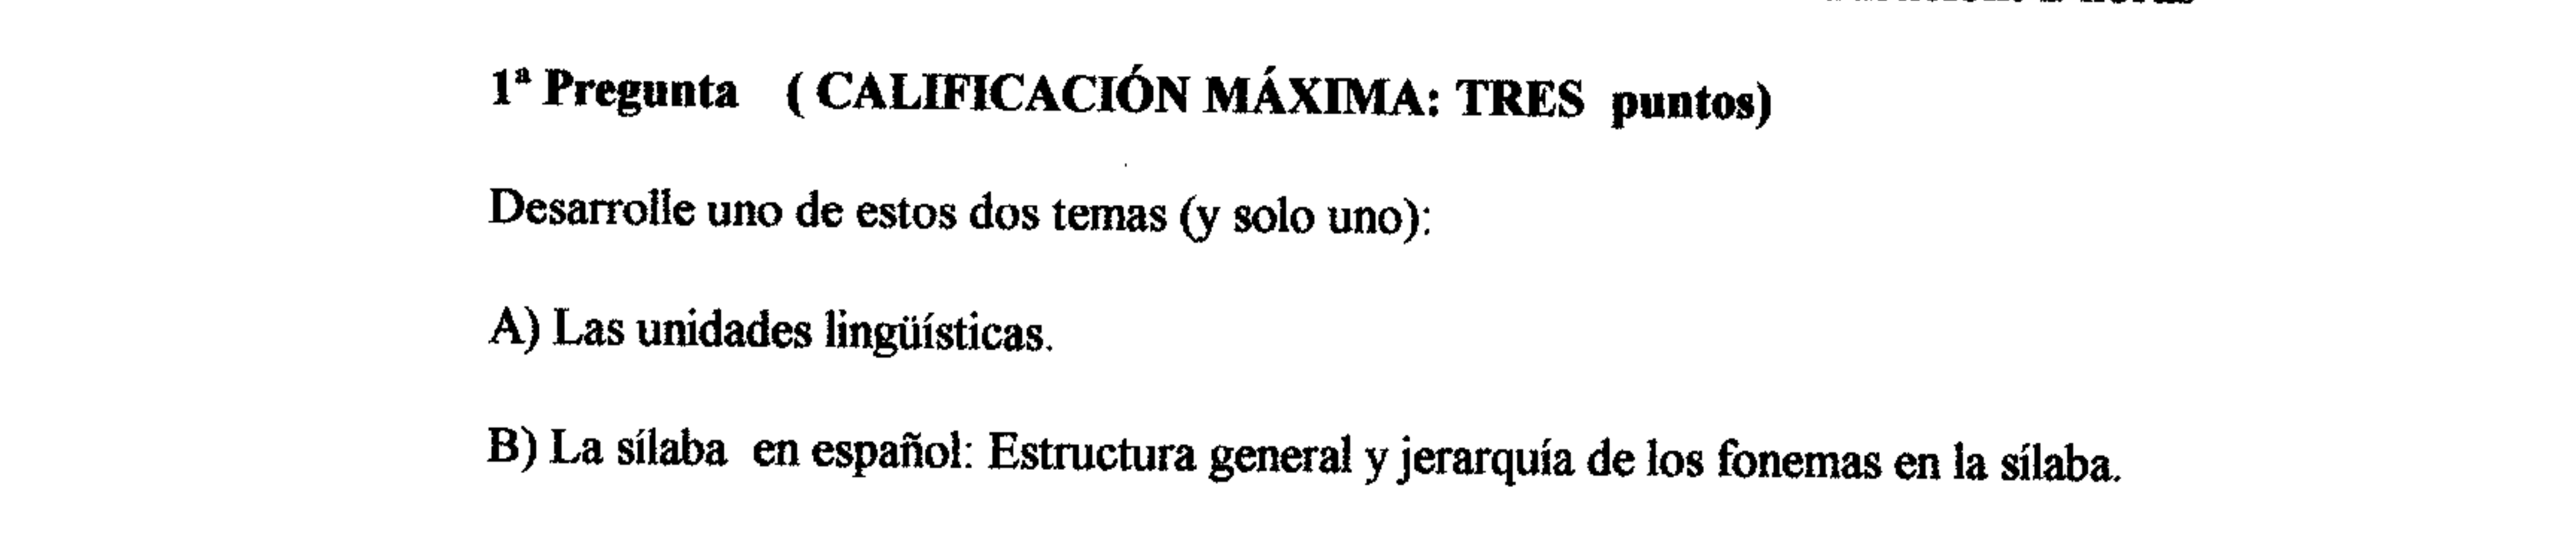 1ª Pregunta ( CALIFICACIÓN MÁXIMA: TRES puntos)
Desarrolle uno de estos dos temas (y solo uno):
A) Las unidades lingüísticas.
B) La sílaba en español: Estructura general y jerarquía de los fonemas en la sílaba.